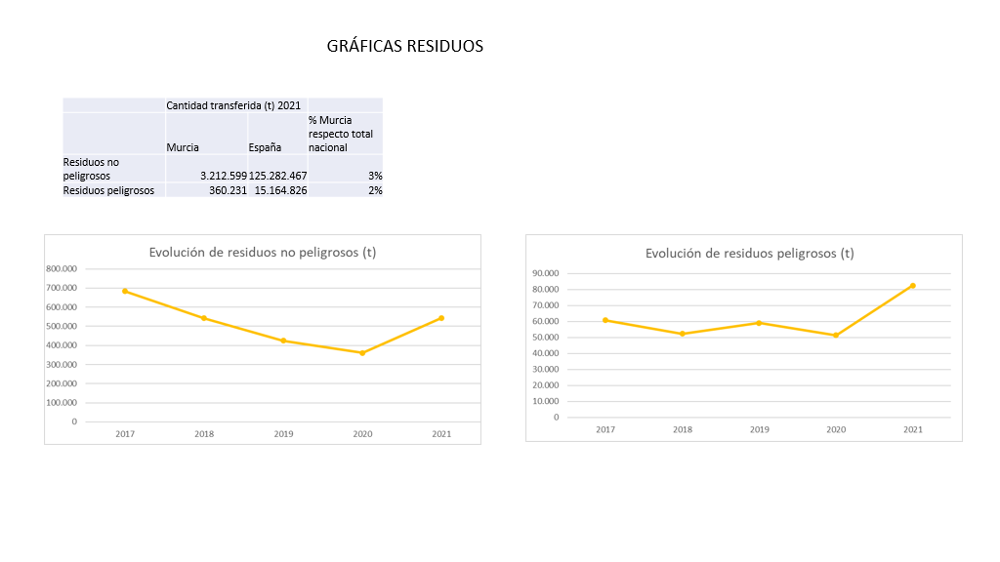 GRÁFICAS RESIDUOS
Cantidad transferida (t) 2021
Murcia España % Murcia respecto total nacional
Residuos no peligrosos 3.212.599 125.282.467 3%
Residuos peligrosos 360.231 15.164.826 2%
Evolución de residuos no peligrosos (t)
800.000
700.000
600.000
500.000
400.000
300.000
200.000
100.000
0
2017 2018 2019 2020 2021
Evolución de residuos peligrosos (t)
90.000
80.000
70.000
60.000
50.000
40.000
30.000
20.000
10.000
0
2017 2018 2019 2020 2021